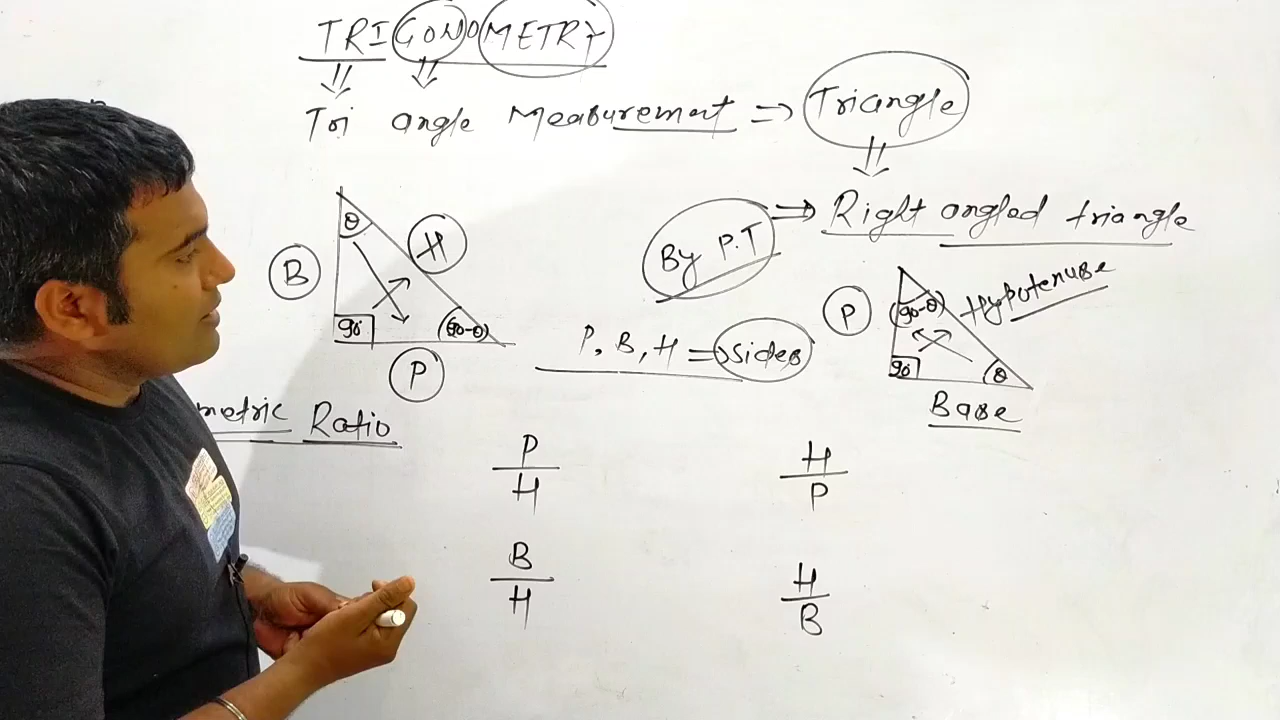 TRIGONOMETRY
Tri angle Measurement ⇒ Triangle
By P.T ⇒ Right angled triangle
θ
H
B
90°
(90-θ)
P
P, B, H ⇒ sides
P
(90-θ)
Hypotenuse
90°
θ
Base
metric Ratio
P/H
H/P
B/H
H/B